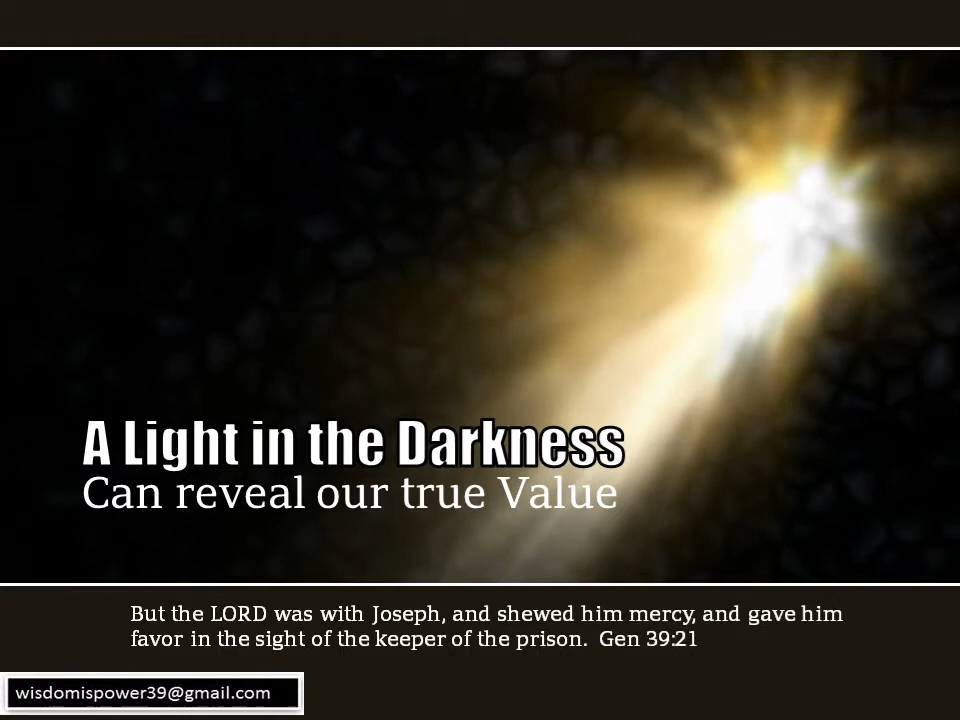 A Light in the Darkness
Can reveal our true Value
But the LORD was with Joseph, and shewed him mercy, and gave him
favor in the sight of the keeper of the prison.  Gen 39:21
wisdomispower39@gmail.com